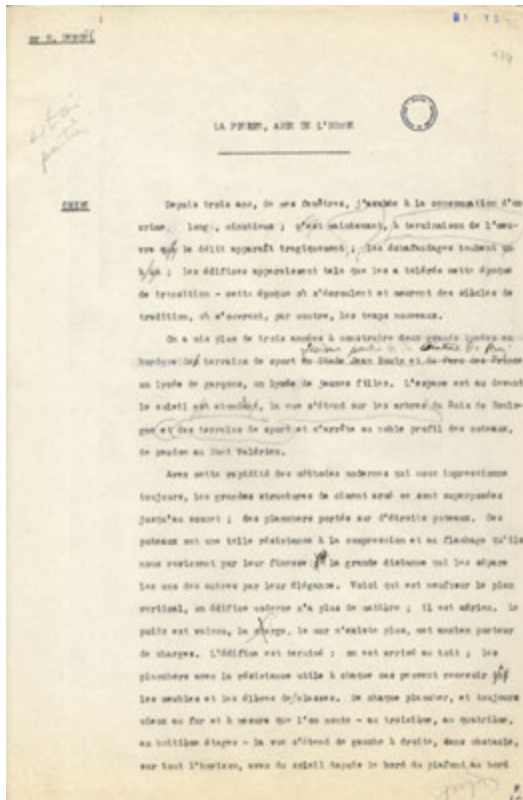 B1 15
LA FEMME, AMIE DE L'HOMME
CRIME
Depuis trois ans, de mes fenêtres, j'assiste à la consommation d'un
crime, long, minutieux ; c'est maintenant, à terminaison de l'oeu-
vre que le délit apparaît tragiquement ; les échafaudages tombent un
à un ; les édifices apparaissent tels que les a tolérés cette époque
de transition - cette époque où s'écroulent et meurent des siècles de
tradition, où s'ouvrent, par contre, les temps nouveaux.
On a mis plus de trois années à construire deux grands lycées en
bordure des terrains de sport du Stade Jean Bouin et du Parc des Princes
un lycée de garçons, un lycée de jeunes filles. L'espace est au devant
le soleil est abondant, la vue s'étend sur les arbres du Bois de Boulo-
gne et des terrains de sport et s'arrête au noble profil des coteaux,
de Meudon au Mont Valérien.
Avec cette rapidité des méthodes modernes qui nous impressionne
toujours, les grandes structures de ciment armé se sont superposées
jusqu'au sommet ; des planchers portés sur d'étroits poteaux. Ces
poteaux ont une telle résistance à la compression et au flambage qu'ils
nous ravissent par leur finesse la grande distance qui les sépare
les uns des autres par leur élégance. Voici qui est neuf sur le plan
vertical, un édifice moderne n'a plus de matière ; il est aérien. Le
poids est vaincu, la charge, le mur n'existe plus, cet ancien porteur
de charges. L'édifice est terminé : on est arrivé au toit ; les
planchers avec la résistance utile à chaque cas peuvent recevoir
les meubles et les élèves des classes. De chaque plancher, et toujours
mieux au fur et à mesure que l'on monte - au troisième, au quatrième,
au huitième étages - la vue s'étend de gauche à droite, sans obstacle,
sur tout l'horizon, avec du soleil depuis le bord du plafond au bord